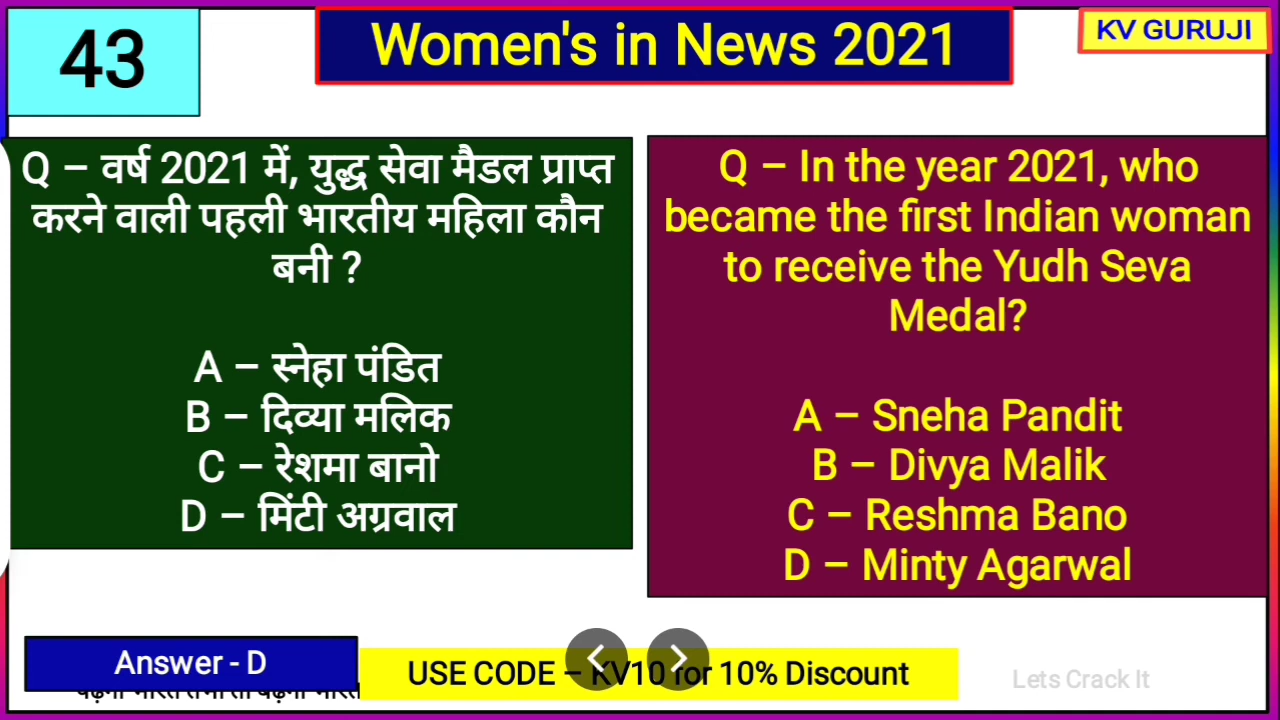 43
Women's in News 2021
KV GURUJI
Q – वर्ष 2021 में, युद्ध सेवा मैडल प्राप्त
करने वाली पहली भारतीय महिला कौन
बनी ?
A – स्नेहा पंडित
B – दिव्या मलिक
C – रेशमा बानो
D – मिंटी अग्रवाल
Q – In the year 2021, who
became the first Indian woman
to receive the Yudh Seva
Medal?
A – Sneha Pandit
B – Divya Malik
C – Reshma Bano
D – Minty Agarwal
Answer - D
USE CODE – KV10 for 10% Discount
Lets Crack It